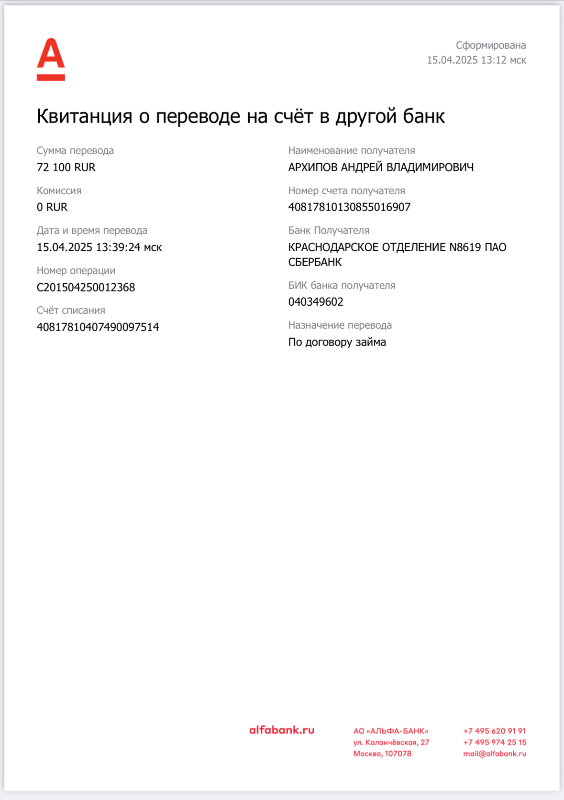 Сформирована
15.04.2025 13:12 мск
Квитанция о переводе на счёт в другой банк
Сумма перевода
72 100 RUR
Комиссия
0 RUR
Дата и время перевода
15.04.2025 13:39:24 мск
Номер операции
C201504250012368
Счёт списания
40817810407490097514
Наименование получателя
АРХИПОВ АНДРЕЙ ВЛАДИМИРОВИЧ
Номер счета получателя
40817810130855016907
Банк Получателя
КРАСНОДАРСКОЕ ОТДЕЛЕНИЕ N8619 ПАО
СБЕРБАНК
БИК банка получателя
040349602
Назначение перевода
По договору займа
alfabank.ru
АО «АЛЬФА-БАНК»
ул. Каланчёвская, 27
Москва, 107078
+7 495 620 91 91
+7 495 974 25 15
mail@alfabank.ru